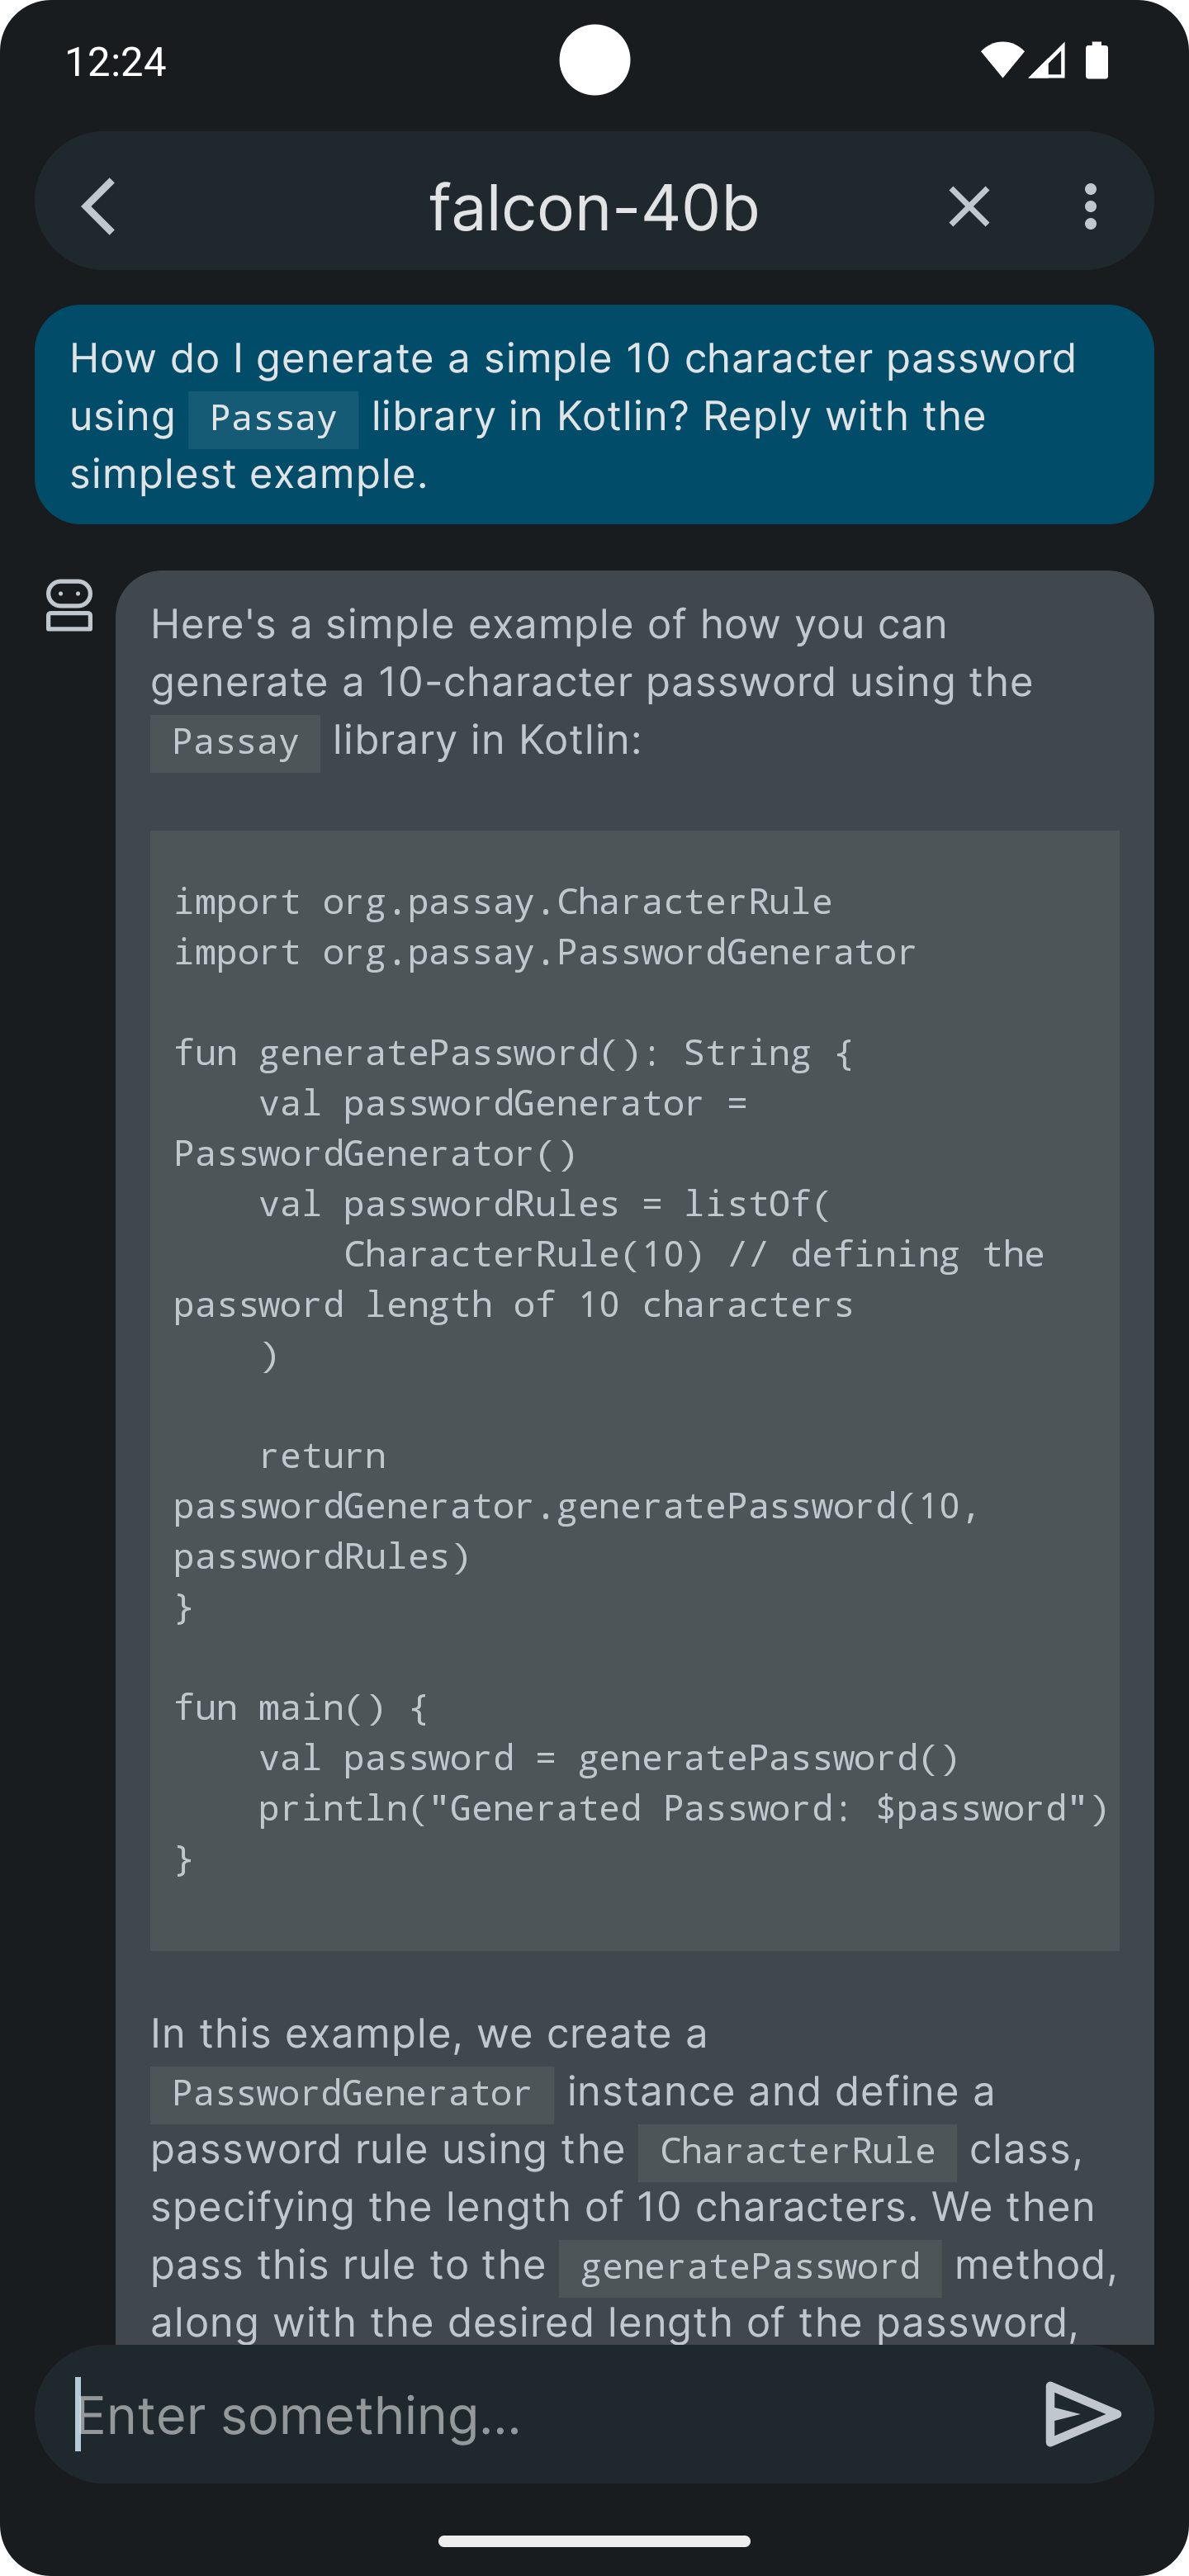 12:24
falcon-40b
How do I generate a simple 10 character password
using Passay library in Kotlin? Reply with the
simplest example.
Here's a simple example of how you can
generate a 10-character password using the
Passay library in Kotlin:
import org.passay.CharacterRule
import org.passay.PasswordGenerator
fun generatePassword(): String {
    val passwordGenerator =
PasswordGenerator()
    val passwordRules = listOf(
        CharacterRule(10) // defining the
password length of 10 characters
    )
    return
passwordGenerator.generatePassword(10,
passwordRules)
}
fun main() {
    val password = generatePassword()
    println("Generated Password: $password")
}
In this example, we create a
PasswordGenerator instance and define a
password rule using the CharacterRule class,
specifying the length of 10 characters. We then
pass this rule to the generatePassword method,
along with the desired length of the password,
Enter something...